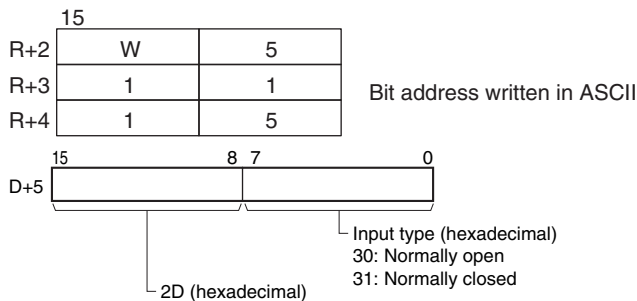 15
R+2 W 5
R+3 1 1 Bit address written in ASCII
R+4 1 5
15 8 7 0
D+5
Input type (hexadecimal)
30: Normally open
31: Normally closed
2D (hexadecimal)